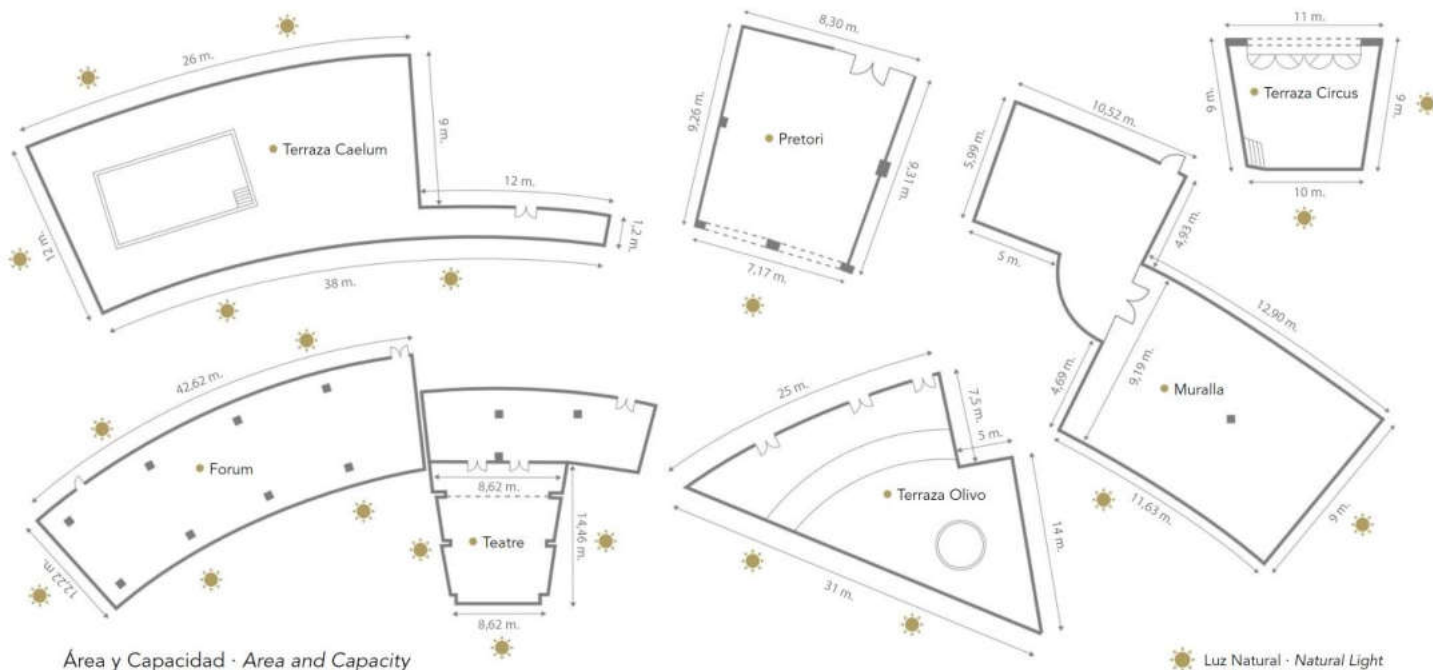 26 m.
9 m.
Terraza Caelum
12 m.
12 m.
1,2 m.
38 m.
8,30 m.
9,26 m.
Pretori
9,31 m.
7,17 m.
11 m.
9 m.
Terraza Circus
9 m.
10 m.
10,52 m.
5,99 m.
4,93 m.
5 m.
12,90 m.
9,19 m.
4,69 m.
Muralla
11,63 m.
9 m.
42,62 m.
Forum
12,22 m.
8,62 m.
14,46 m.
Teatre
8,62 m.
25 m.
7,5 m.
5 m.
Terraza Olivo
14 m.
31 m.
Área y Capacidad · Area and Capacity
Luz Natural · Natural Light